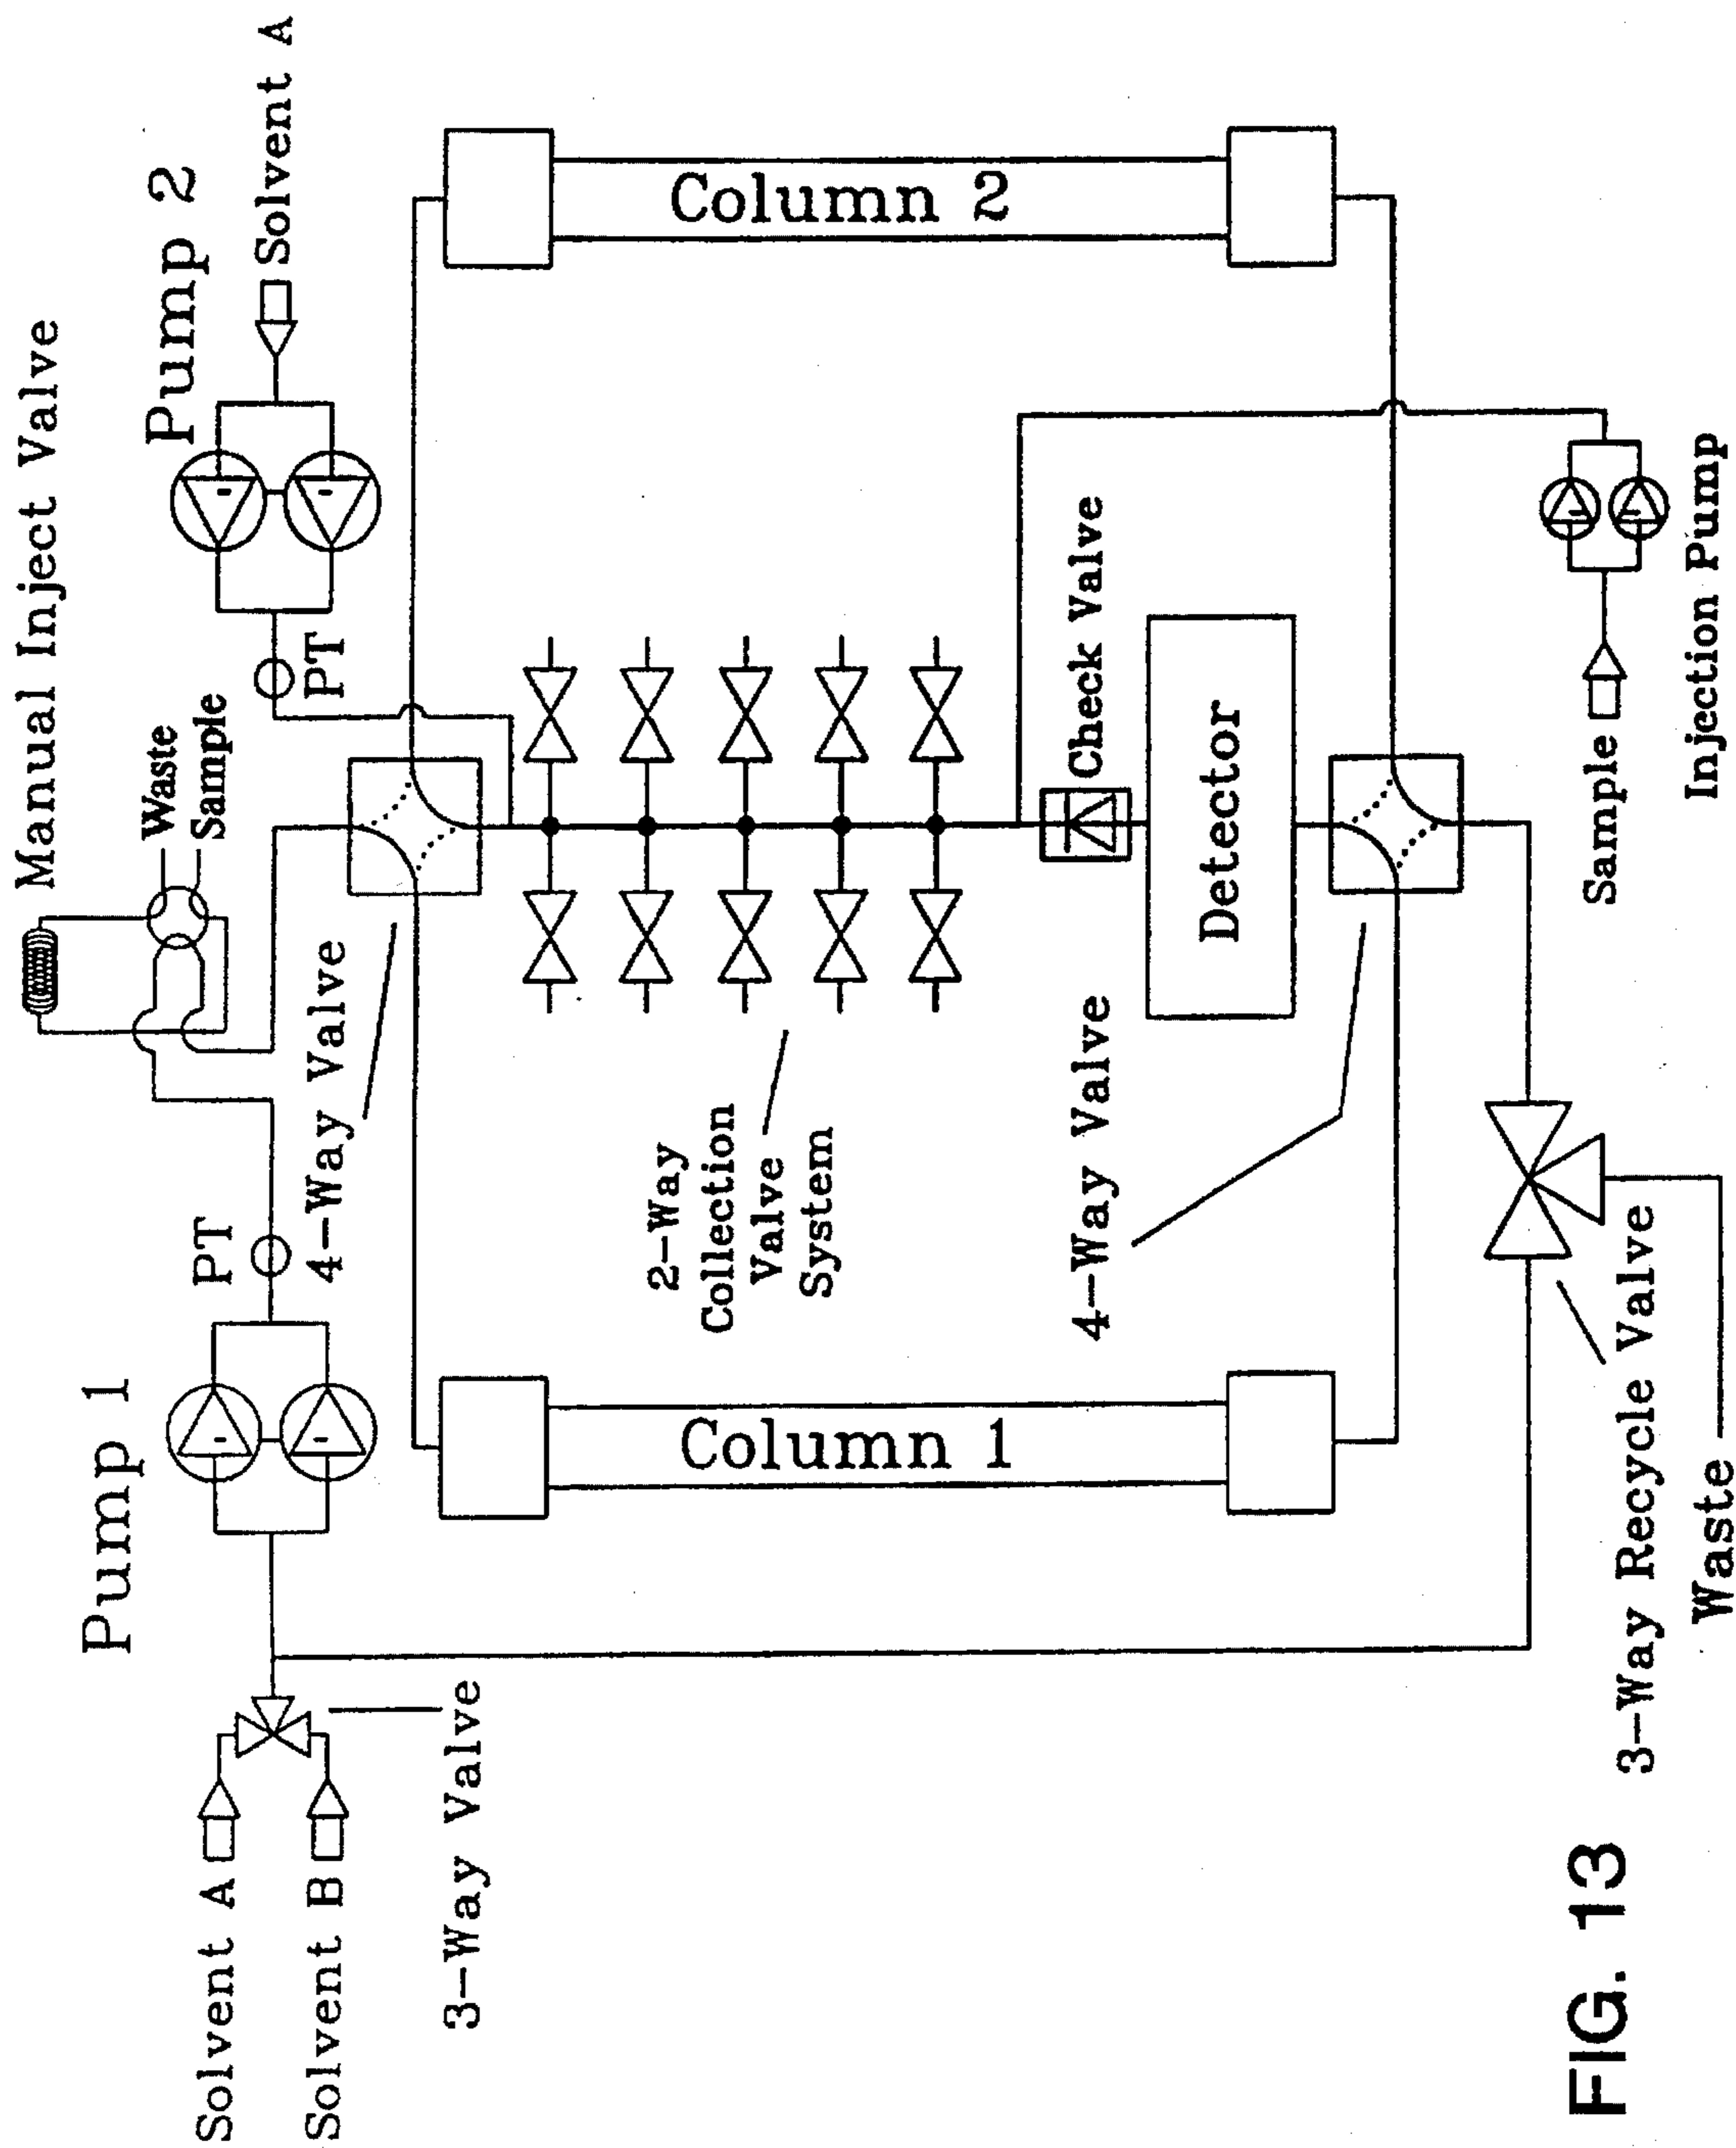 Manual Inject Valve
Pump 1
Pump 2
Waste
Sample
PT
Solvent A
Solvent A
PT
Solvent B
4-Way Valve
3-Way Valve
2-Way
Collection
Valve
System
Column 1
Column 2
Check Valve
4-Way Valve
Detector
Sample
Injection Pump
3-Way Recycle Valve
Waste
FIG. 13